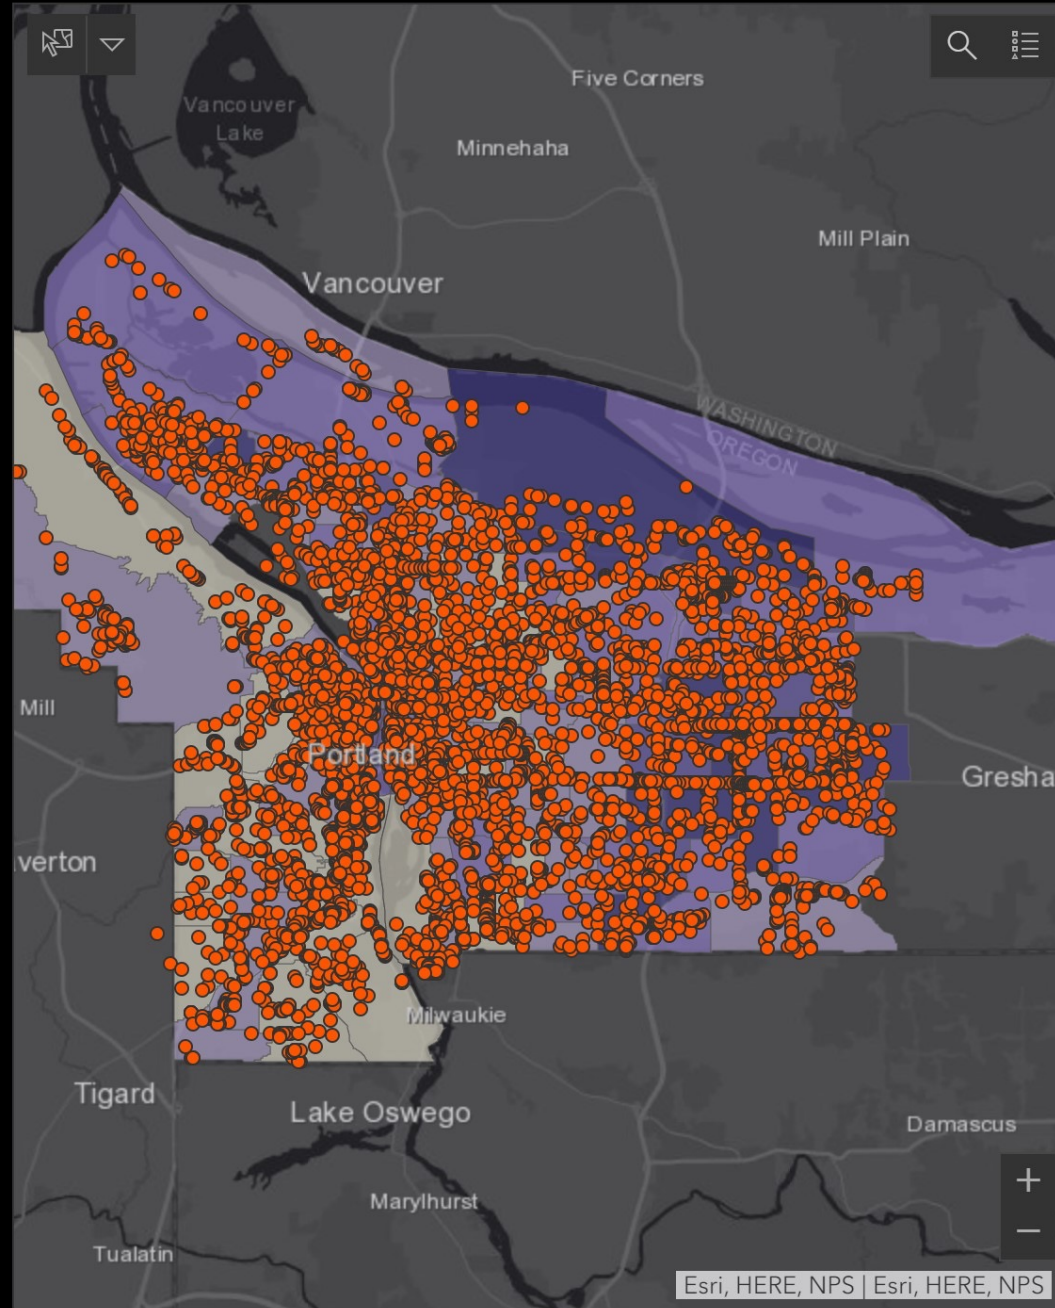 Vancouver
Lake
Five Corners
Minnehaha
Mill Plain
Vancouver
WASHINGTON
OREGON
Mill
Portland
Gresha
verton
Milwaukie
Tigard
Lake Oswego
Damascus
Marylhurst
Tualatin
Esri, HERE, NPS | Esri, HERE, NPS